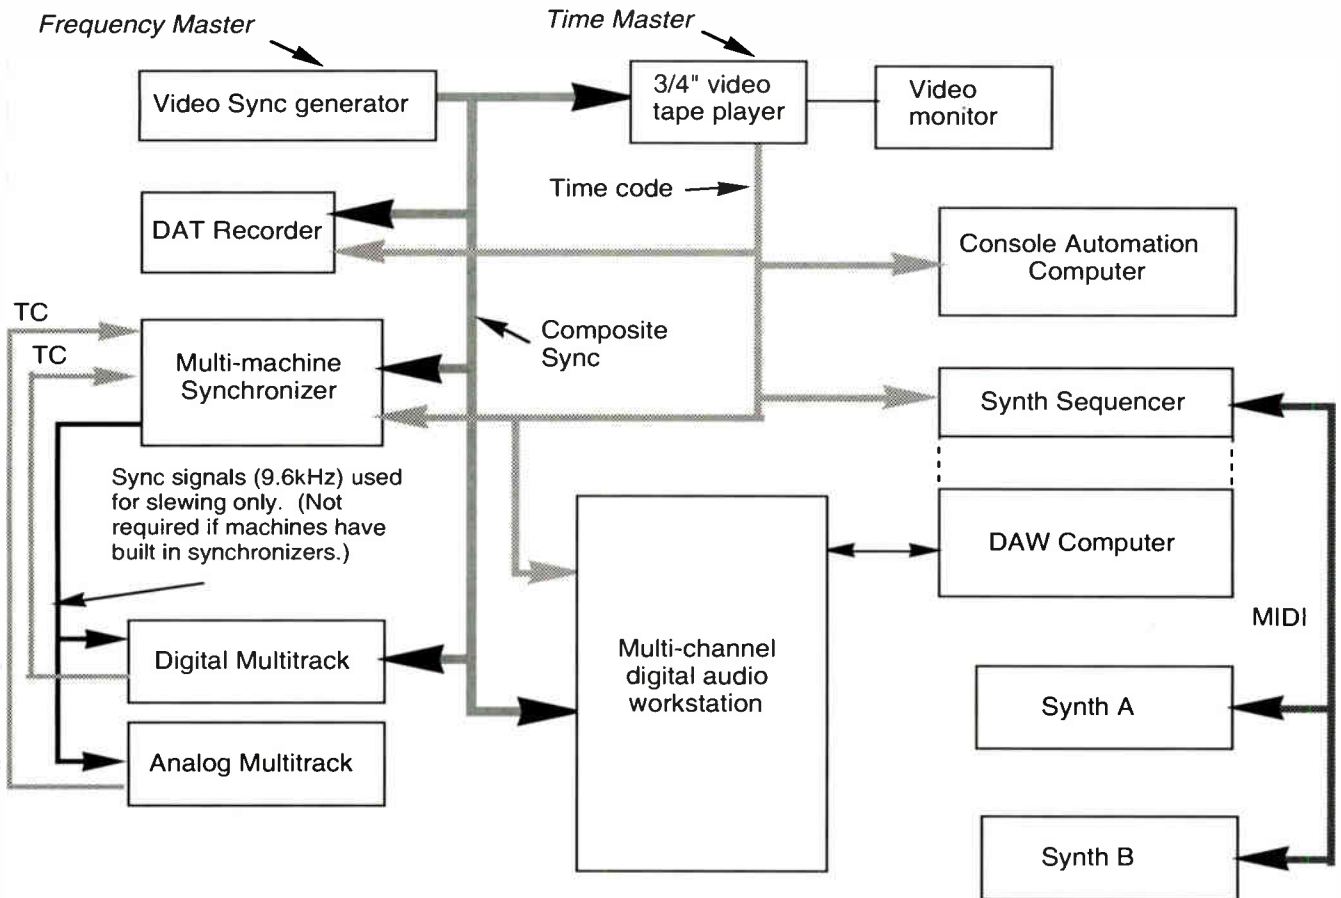 Frequency Master
Time Master
Video Sync generator
3/4" video
tape player
Video
monitor
Time code
DAT Recorder
Console Automation
Computer
TC
TC
Multi-machine
Synchronizer
Composite
Sync
Synth Sequencer
Sync signals (9.6kHz) used
for slewing only. (Not
required if machines have
built in synchronizers.)
DAW Computer
MIDI
Digital Multitrack
Multi-channel
digital audio
workstation
Synth A
Analog Multitrack
Synth B